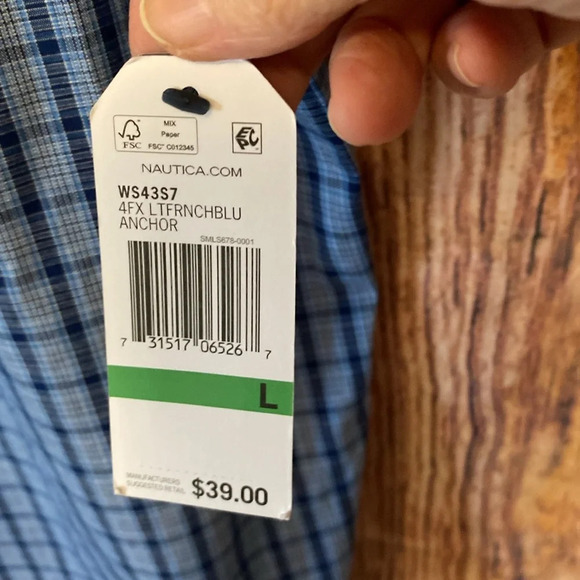 MIX
Paper
FSC
FSC® C012345
EPC
NAUTICA.COM
WS43S7
4FX LTFRNCHBLU
ANCHOR
SMLS678-0001
7 31517 06526 7
L
MANUFACTURERS
SUGGESTED RETAIL $39.00